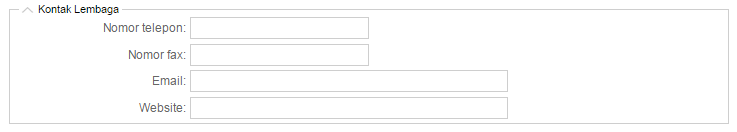 Kontak Lembaga
Nomor telepon:
Nomor fax:
Email:
Website: